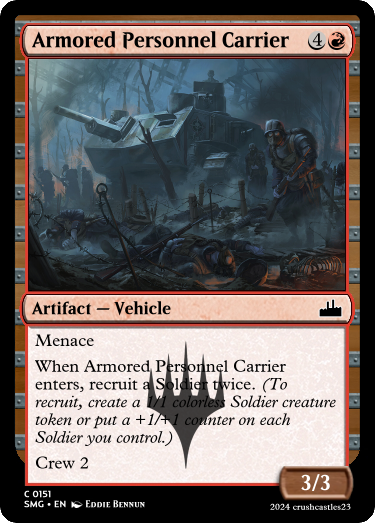 Armored Personnel Carrier 4
Artifact — Vehicle
Menace
When Armored Personnel Carrier
enters, recruit a Soldier twice. (To
recruit, create a 1/1 colorless Soldier creature
token or put a +1/+1 counter on each
Soldier you control.)
Crew 2
3/3
C 0151
SMG • EN Eddie Bennun
2024 crushcastles23